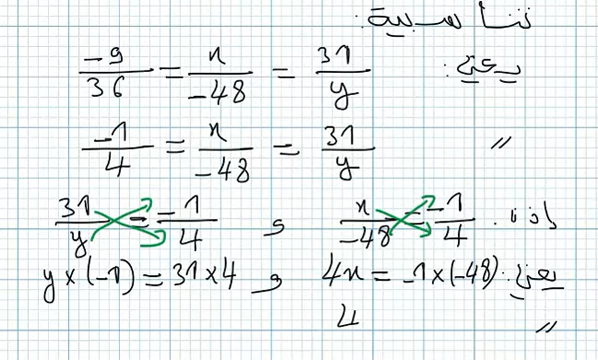 تناسبية:
يعني: -9/36 = x/-48 = 31/y
" -1/4 = x/-48 = 31/y
إذن: x/-48 = -1/4 و 31/y = -1/4
يعني: 4x = -1×(-48) و y×(-1) = 31×4
" 4